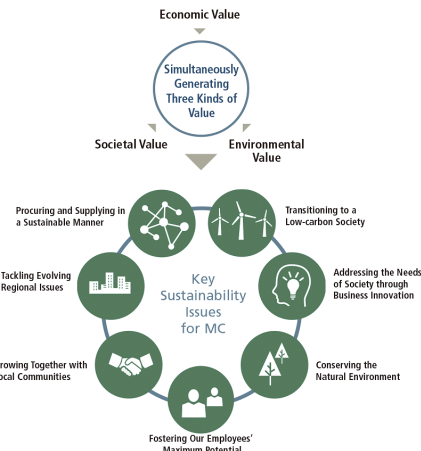 Economic Value
Simultaneously
Generating
Three Kinds of
Value
Societal Value
Environmental
Value
Procuring and Supplying in
a Sustainable Manner
Transitioning to a
Low-carbon Society
Tackling Evolving
Regional Issues
Key
Sustainability
Issues
for MC
Addressing the Needs
of Society through
Business Innovation
rowing Together with
ocal Communities
Conserving the
Natural Environment
Fostering Our Employees'
Maximum Potential